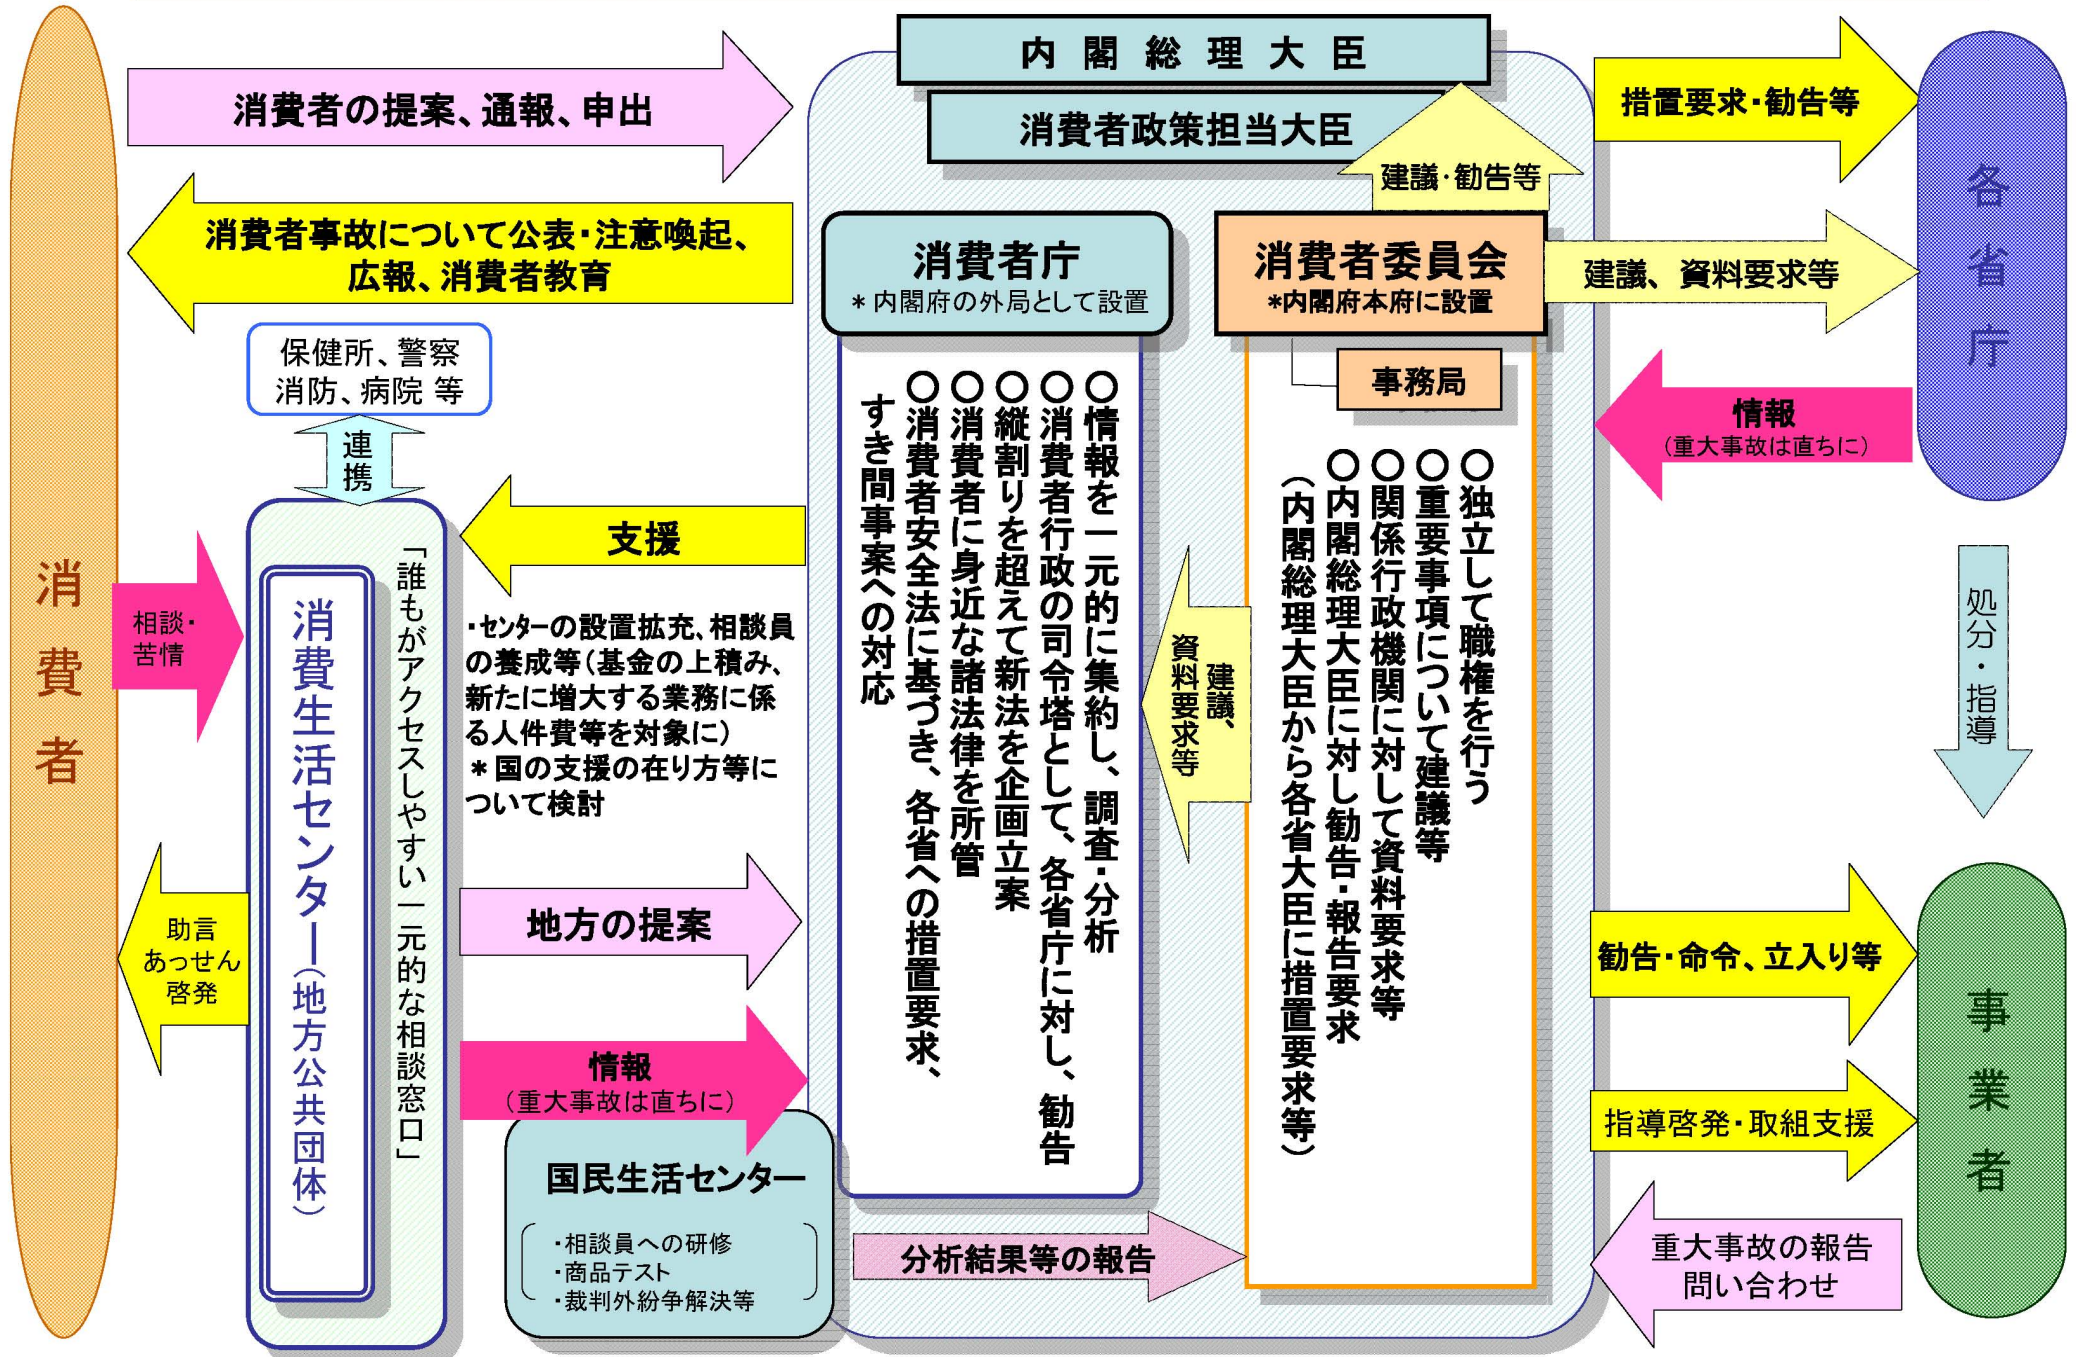 内閣総理大臣
消費者政策担当大臣
消費者の提案、通報、申出
措置要求・勧告等
建議・勧告等
各省庁
消費者事故について公表・注意喚起、
広報、消費者教育
消費者庁
＊内閣府の外局として設置
消費者委員会
＊内閣府本府に設置
事務局
建議、資料要求等
情報
（重大事故は直ちに）
保健所、警察
消防、病院 等
連携
消費者
相談・
苦情
助言
あっせん
啓発
消費生活センター（地方公共団体）
「誰もがアクセスしやすい一元的な相談窓口」
支援
・センターの設置拡充、相談員
の養成等（基金の上積み、
新たに増大する業務に係
る人件費等を対象に）
＊国の支援の在り方等に
ついて検討
地方の提案
情報
（重大事故は直ちに）
国民生活センター
・相談員への研修
・商品テスト
・裁判外紛争解決等
○情報を一元的に集約し、調査・分析
○消費者行政の司令塔として、各省庁に対し、勧告
○縦割りを超えて新法を企画立案
○消費者に身近な諸法律を所管
○消費者安全法に基づき、各省への措置要求、
すき間事案への対応
建議、
資料要求等
○独立して職権を行う
○重要事項について建議等
○関係行政機関に対して資料要求等
○内閣総理大臣に対し勧告・報告要求
（内閣総理大臣から各省大臣に措置要求等）
分析結果等の報告
処分・指導
勧告・命令、立入り等
指導啓発・取組支援
重大事故の報告
問い合わせ
事業者